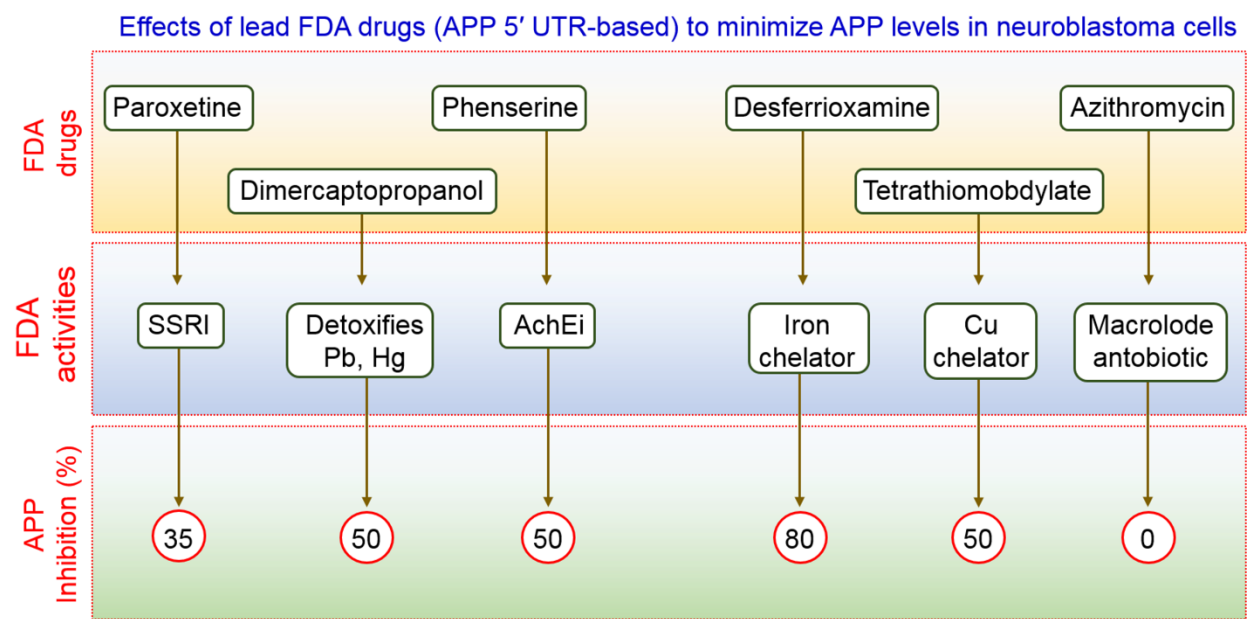 Effects of lead FDA drugs (APP 5′ UTR-based) to minimize APP levels in neuroblastoma cells
FDA
drugs
Paroxetine
Phenserine
Desferrioxamine
Azithromycin
Dimercaptopropanol
Tetrathiomobdylate
FDA
activities
SSRI
Detoxifies
Pb, Hg
AchEi
Iron
chelator
Cu
chelator
Macrolode
antobiotic
APP
Inhibition (%)
35
50
50
80
50
0